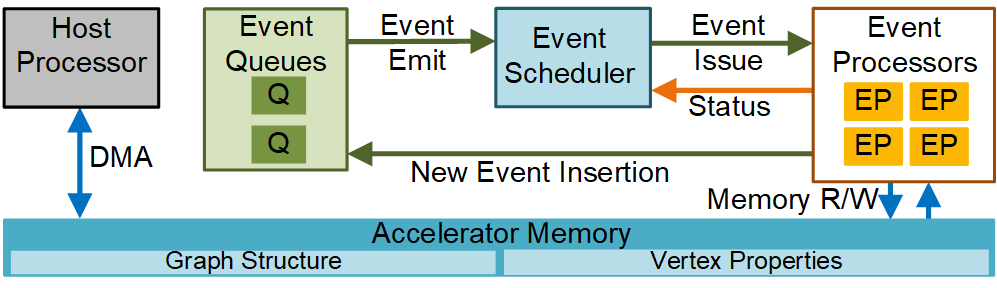 Host
Processor
DMA
Event
Queues
Q
Q
Event
Emit
Event
Scheduler
Event
Issue
Status
New Event Insertion
Event
Processors
EP EP
EP EP
Memory R/W
Accelerator Memory
Graph Structure
Vertex Properties